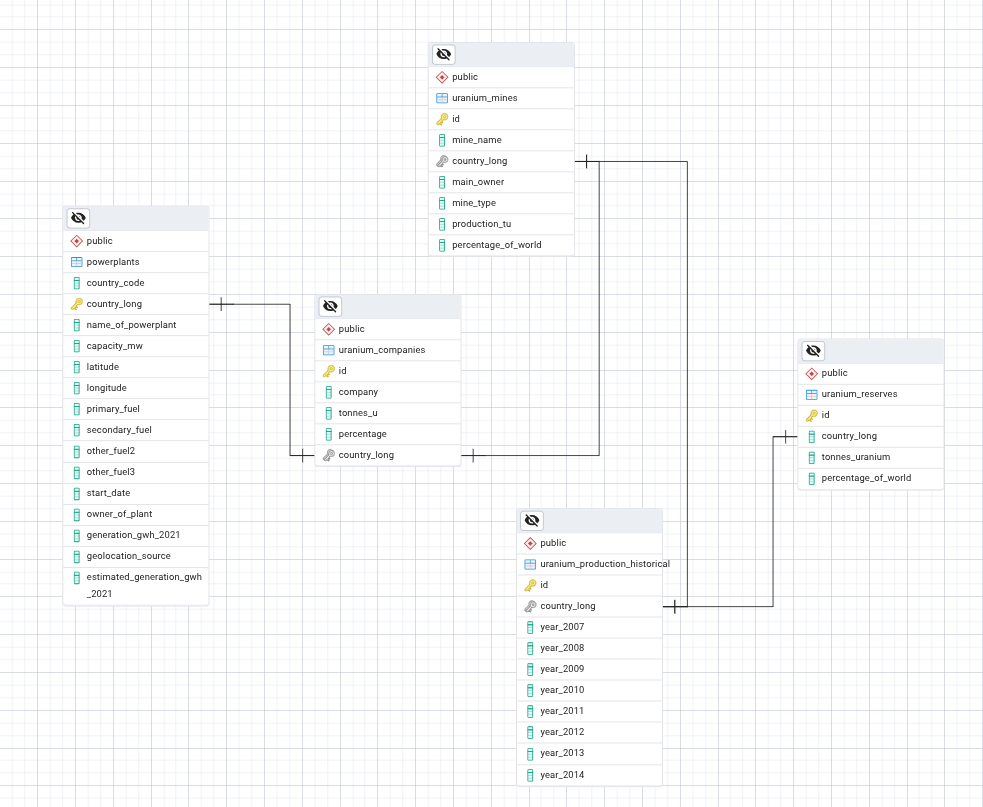 public
uranium_mines
id
mine_name
country_long
main_owner
mine_type
production_tu
percentage_of_world
public
powerplants
country_code
country_long
name_of_powerplant
capacity_mw
latitude
longitude
primary_fuel
secondary_fuel
other_fuel2
other_fuel3
start_date
owner_of_plant
generation_gwh_2021
geolocation_source
estimated_generation_gwh
_2021
public
uranium_companies
id
company
tonnes_u
percentage
country_long
public
uranium_reserves
id
country_long
tonnes_uranium
percentage_of_world
public
uranium_production_historical
id
country_long
year_2007
year_2008
year_2009
year_2010
year_2011
year_2012
year_2013
year_2014